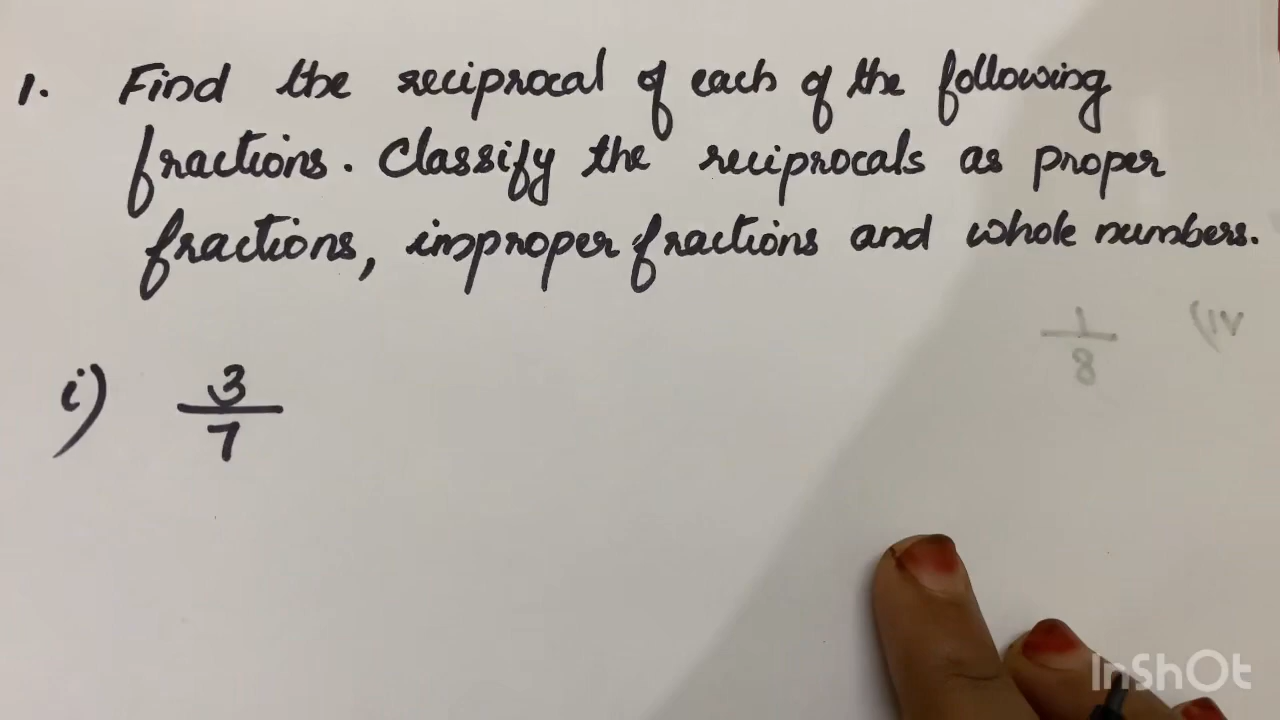 1. Find the reciprocal of each of the following
fractions. Classify the reciprocals as proper
fractions, improper fractions and whole numbers.
1
8
vi)
i) 3
7
InShOt